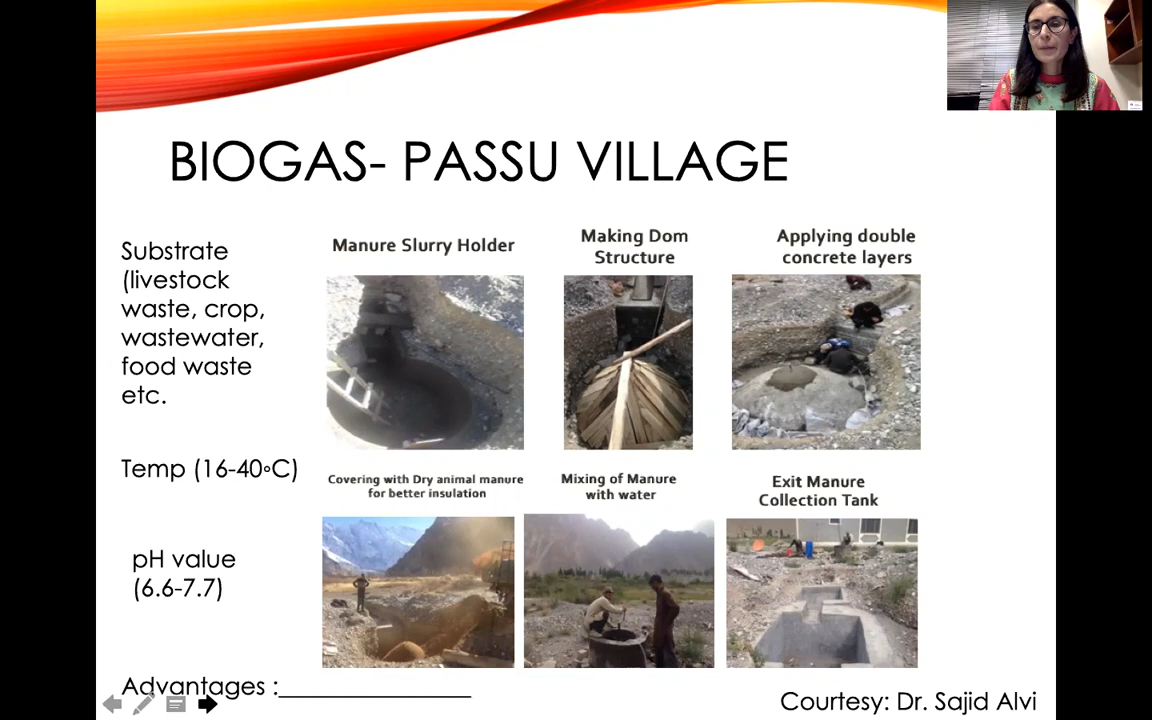 BIOGAS- PASSU VILLAGE
Substrate
(livestock
waste, crop,
wastewater,
food waste
etc.
Temp (16-40◦C)
pH value
(6.6-7.7)
Advantages :_______________
Manure Slurry Holder
Making Dom
Structure
Applying double
concrete layers
Covering with Dry animal manure
for better insulation
Mixing of Manure
with water
Exit Manure
Collection Tank
Courtesy: Dr. Sajid Alvi